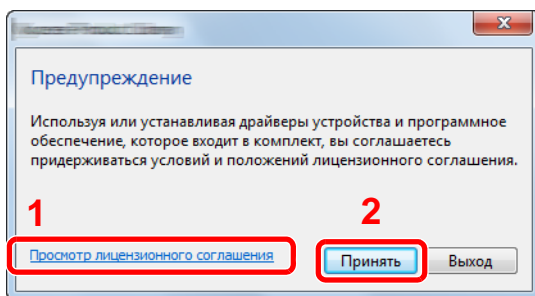 Предупреждение
Используя или устанавливая драйверы устройства и программное
обеспечение, которое входит в комплект, вы соглашаетесь
придерживаться условий и положений лицензионного соглашения.
1
2
Просмотр лицензионного соглашения
Принять
Выход